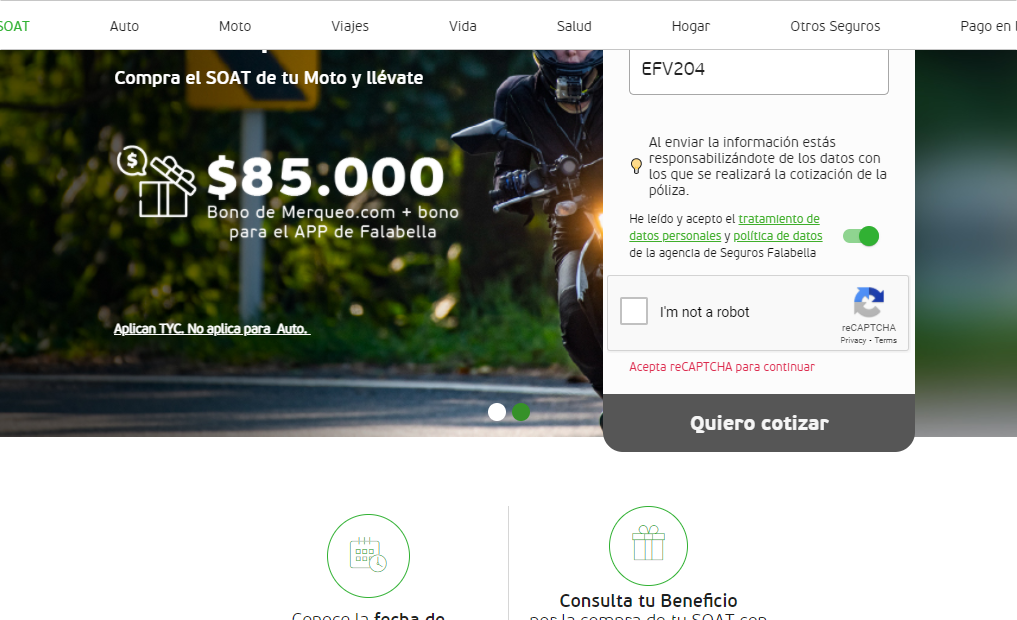 SOAT Auto Moto Viajes Vida Salud Hogar Otros Seguros Pago en
Compra el SOAT de tu Moto y llévate
$85.000
Bono de Merqueo.com + bono
para el APP de Falabella
Aplican TYC. No aplica para Auto.
EFV204
Al enviar la información estás
responsabilizándote de los datos con
los que se realizará la cotización de la
póliza.
He leído y acepto el tratamiento de
datos personales y política de datos
de la agencia de Seguros Falabella
I'm not a robot
reCAPTCHA
Privacy - Terms
Acepta reCAPTCHA para continuar
Quiero cotizar
Conoce la fecha de
Consulta tu Beneficio
por la compra de tu SOAT con